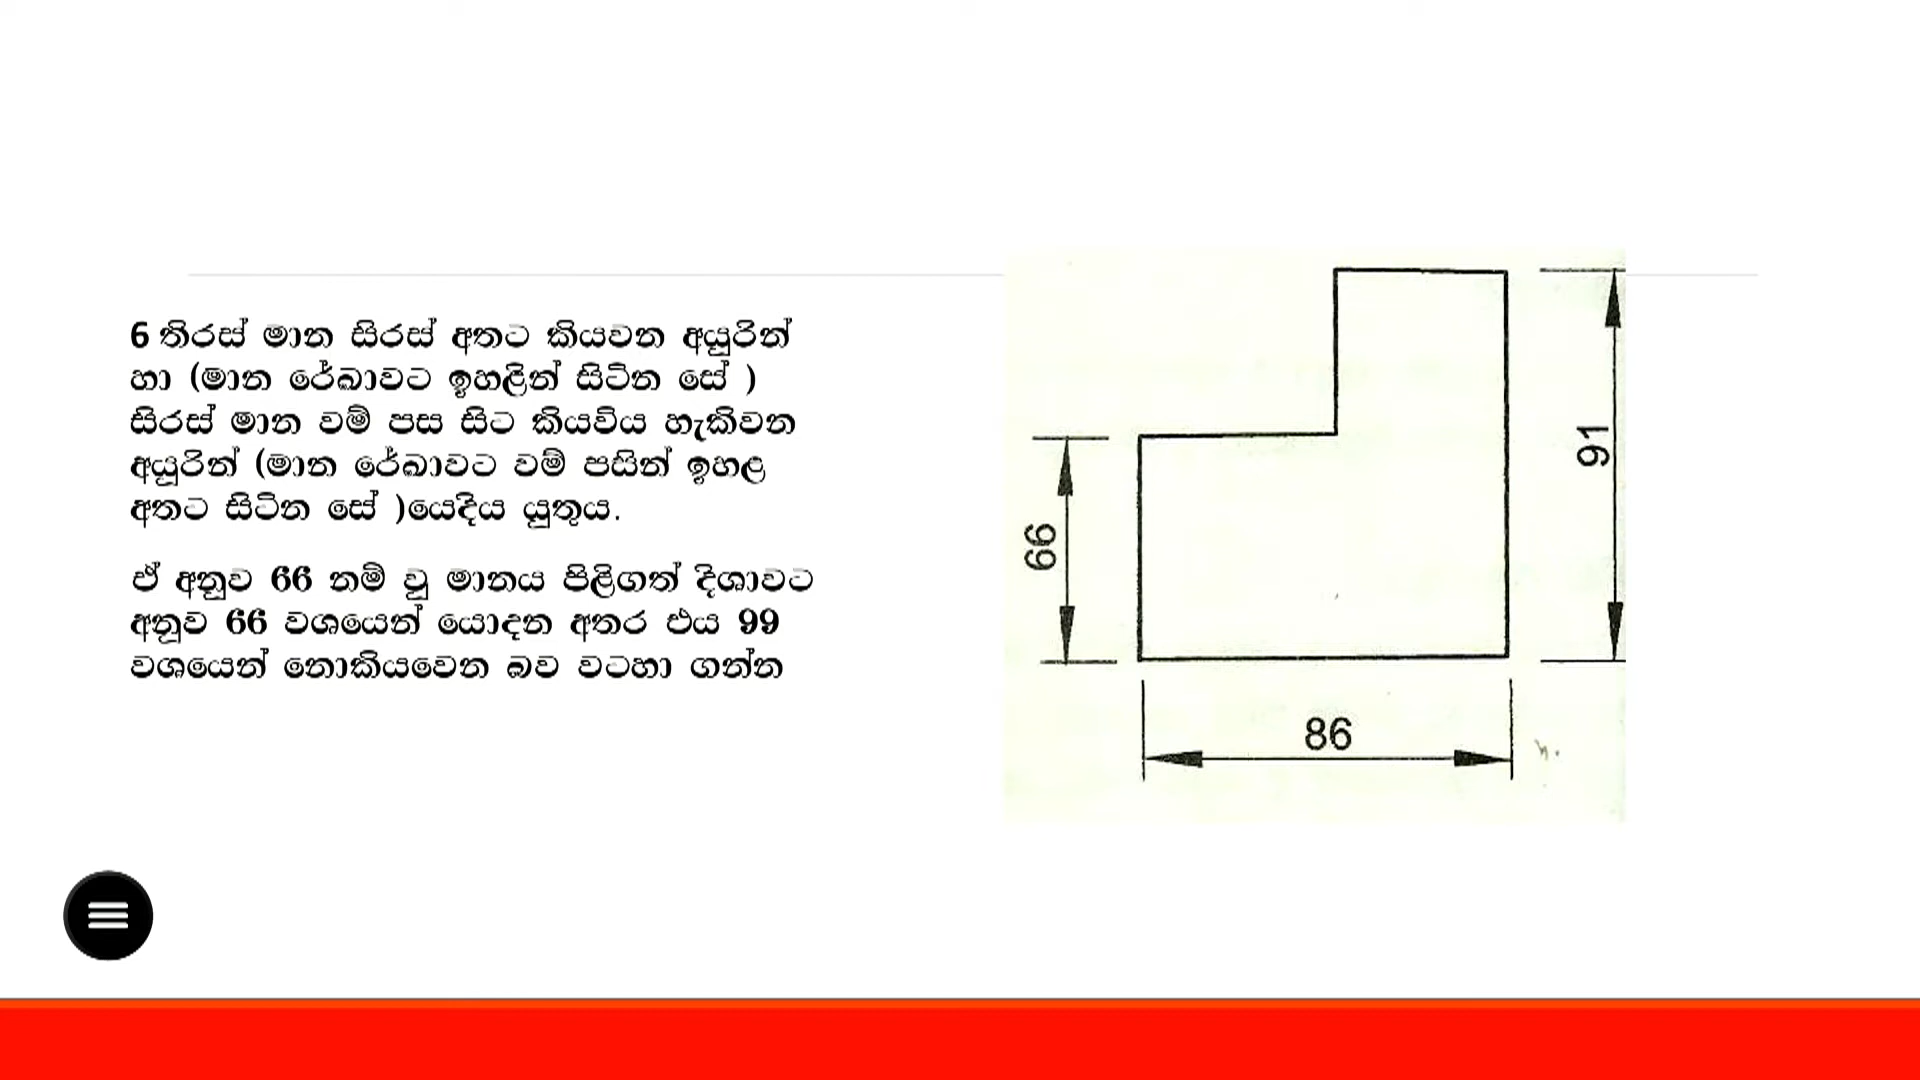 6 තිරස් මාන සිරස් අතට කියවන අයුරින්
හා (මාන රේඛාවට ඉහළින් සිටින සේ )
සිරස් මාන වම් පස සිට කියවිය හැකිවන
අයුරින් (මාන රේඛාවට වම් පසින් ඉහළ
අතට සිටින සේ )යෙදිය යුතුය.
ඒ අනුව 66 නම් වූ මානය පිළිගත් දිශාවට
අනූව 66 වශයෙන් යොදන අතර එය 99
වශයෙන් නොකියවෙන බව වටහා ගන්න
91
66
86